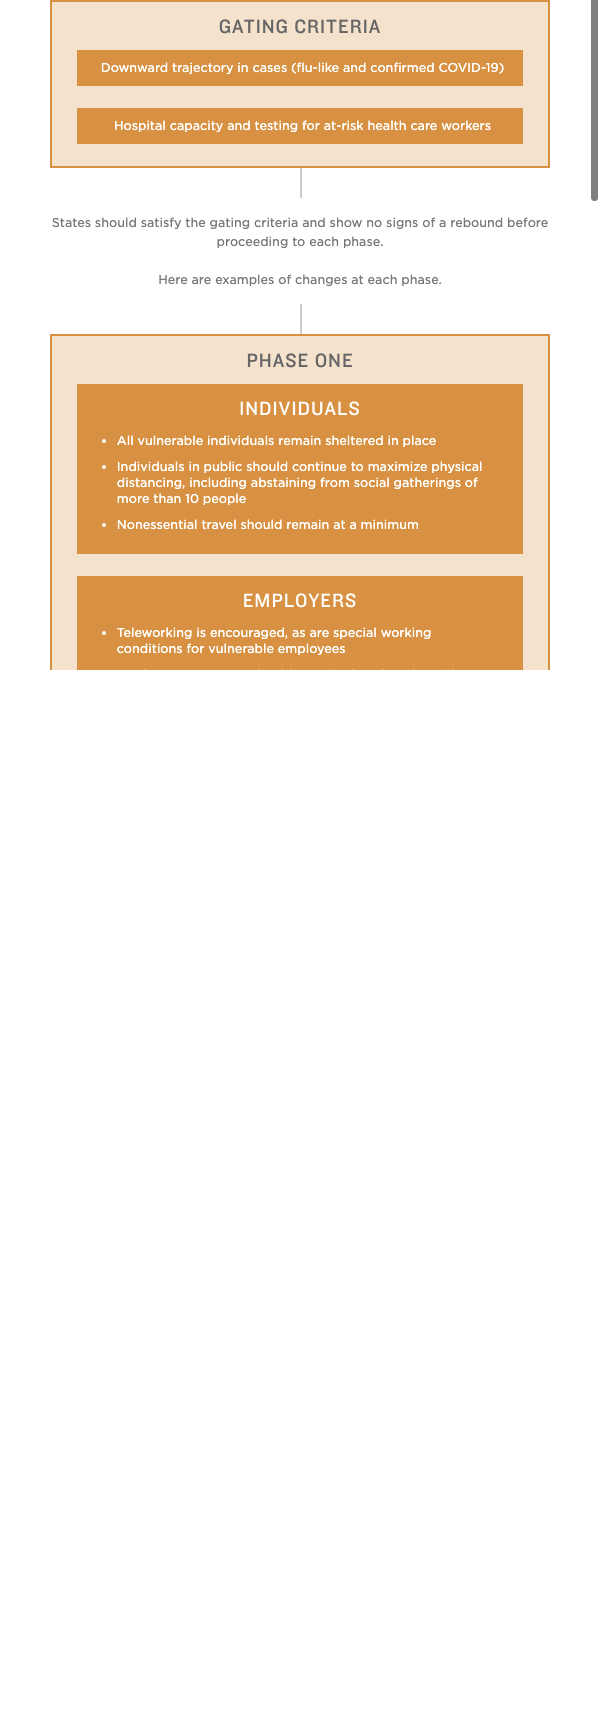 GATING CRITERIA
Downward trajectory in cases (flu-like and confirmed COVID-19)
Hospital capacity and testing for at-risk health care workers
States should satisfy the gating criteria and show no signs of a rebound before
proceeding to each phase.
Here are examples of changes at each phase.
PHASE ONE
INDIVIDUALS
• All vulnerable individuals remain sheltered in place
• Individuals in public should continue to maximize physical
distancing, including abstaining from social gatherings of
more than 10 people
• Nonessential travel should remain at a minimum
EMPLOYERS
• Teleworking is encouraged, as are special working
conditions for vulnerable employees